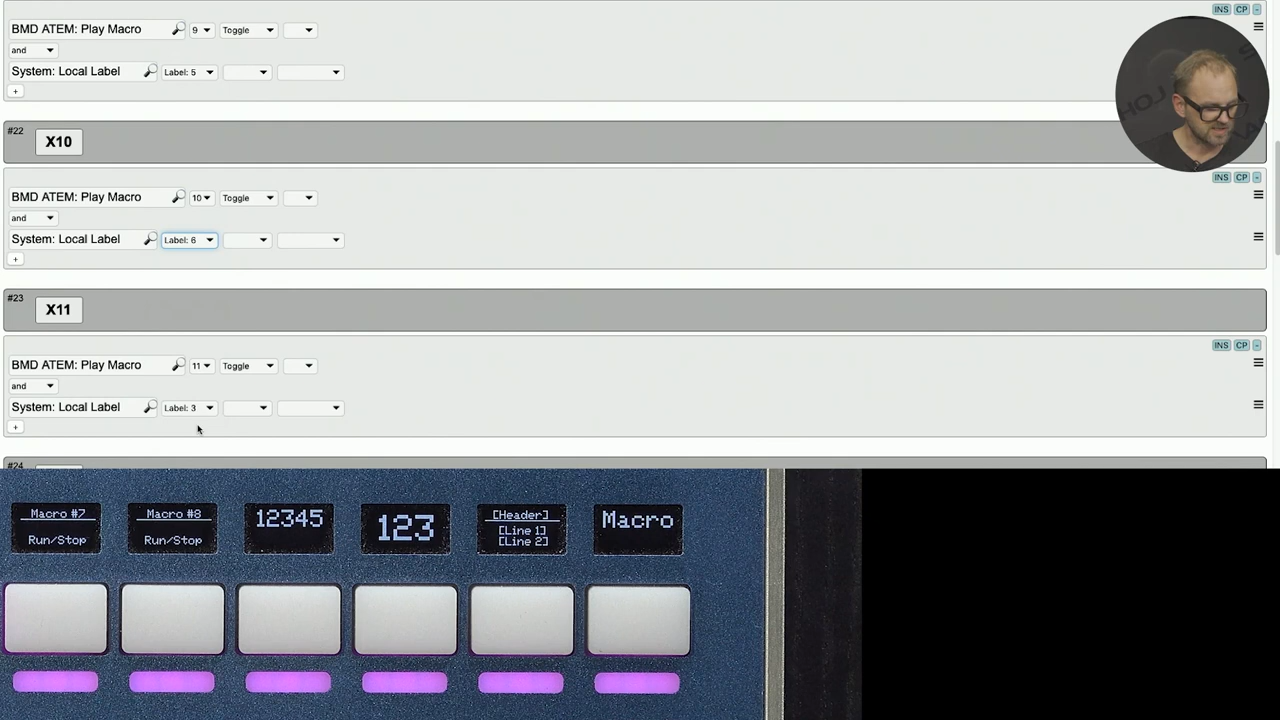 INS CP -
BMD ATEM: Play Macro 9 Toggle
and
System: Local Label Label: 5
+
#22 X10
INS CP -
BMD ATEM: Play Macro 10 Toggle
and
System: Local Label Label: 6
+
#23 X11
INS CP -
BMD ATEM: Play Macro 11 Toggle
and
System: Local Label Label: 3
+
#24
Macro #7
Run/Stop
Macro #8
Run/Stop
12345
123
[Header]
[Line 1]
[Line 2]
Macro